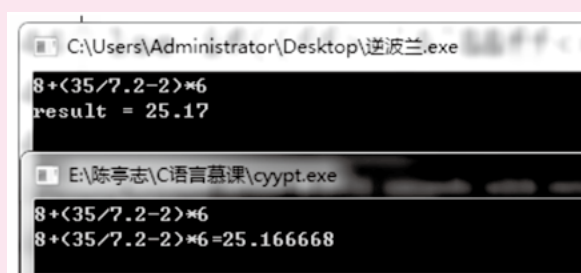 C:\Users\Administrator\Desktop\逆波兰.exe
8+(35/7.2-2)*6
result = 25.17
E:\陈亭志\C语言慕课\cyypt.exe
8+(35/7.2-2)*6
8+(35/7.2-2)*6=25.166668